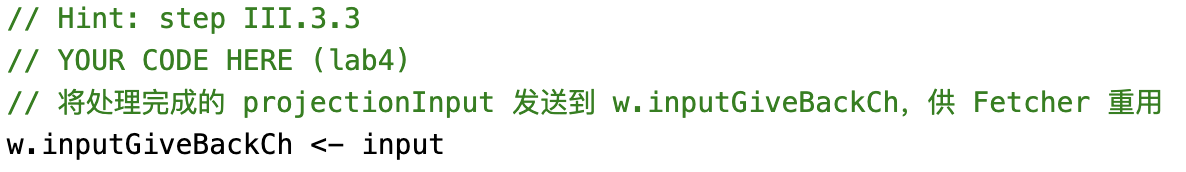 // Hint: step III.3.3
// YOUR CODE HERE (lab4)
// 将处理完成的 projectionInput 发送到 w.inputGiveBackCh，供 Fetcher 重用
w.inputGiveBackCh <- input